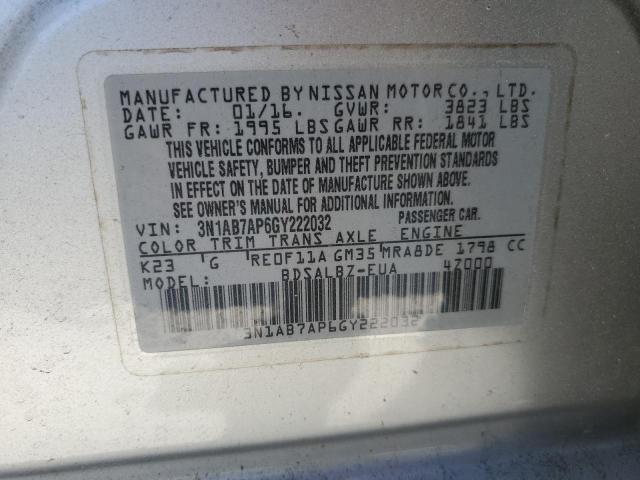 MANUFACTURED BY NISSAN MOTOR CO., LTD.
DATE: 01/16. GVWR: 3823 LBS
GAWR FR: 1995 LBS GAWR RR: 1841 LBS
THIS VEHICLE CONFORMS TO ALL APPLICABLE FEDERAL MOTOR
VEHICLE SAFETY, BUMPER AND THEFT PREVENTION STANDARDS
IN EFFECT ON THE DATE OF MANUFACTURE SHOWN ABOVE.
SEE OWNER'S MANUAL FOR ADDITIONAL INFORMATION.
VIN: 3N1AB7AP6GY222032 PASSENGER CAR.
COLOR TRIM TRANS AXLE ENGINE
K23 G RE0F11A GM35 MRA8DE 1798 CC
MODEL: BDSALBZ-EUA 47000
3N1AB7AP6GY222032